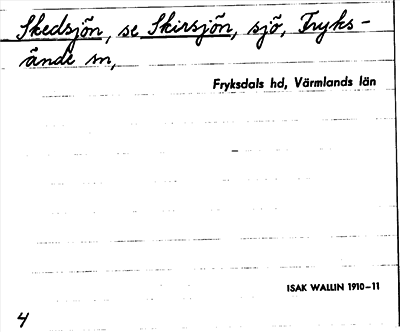 Skedsjön, se Skirsjön, sjö, Fryks-
ände sn,
Fryksdals hd, Värmlands län
ISAK WALLIN 1910-11
4